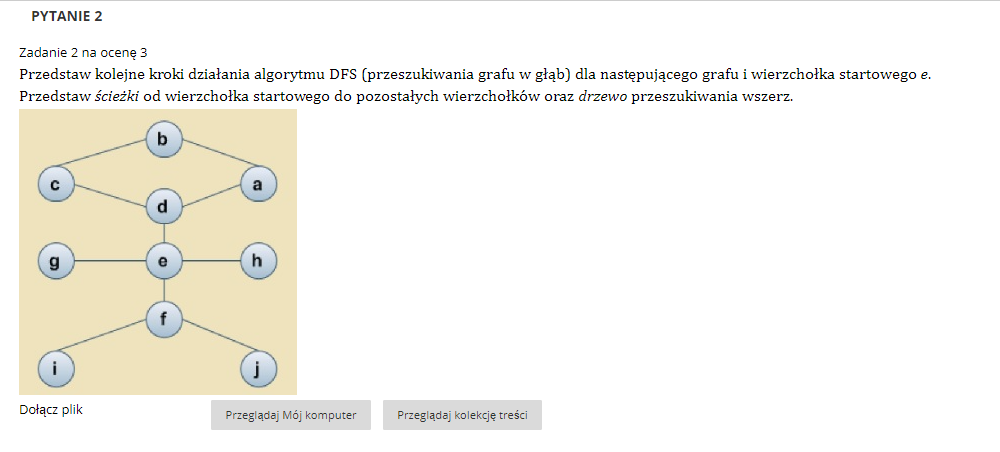 PYTANIE 2
Zadanie 2 na ocenę 3
Przedstaw kolejne kroki działania algorytmu DFS (przeszukiwania grafu w głąb) dla następującego grafu i wierzchołka startowego e.
Przedstaw ścieżki od wierzchołka startowego do pozostałych wierzchołków oraz drzewo przeszukiwania wszerz.
b
c a
d
g e h
f
i j
Dołącz plik Przeglądaj Mój komputer Przeglądaj kolekcję treści